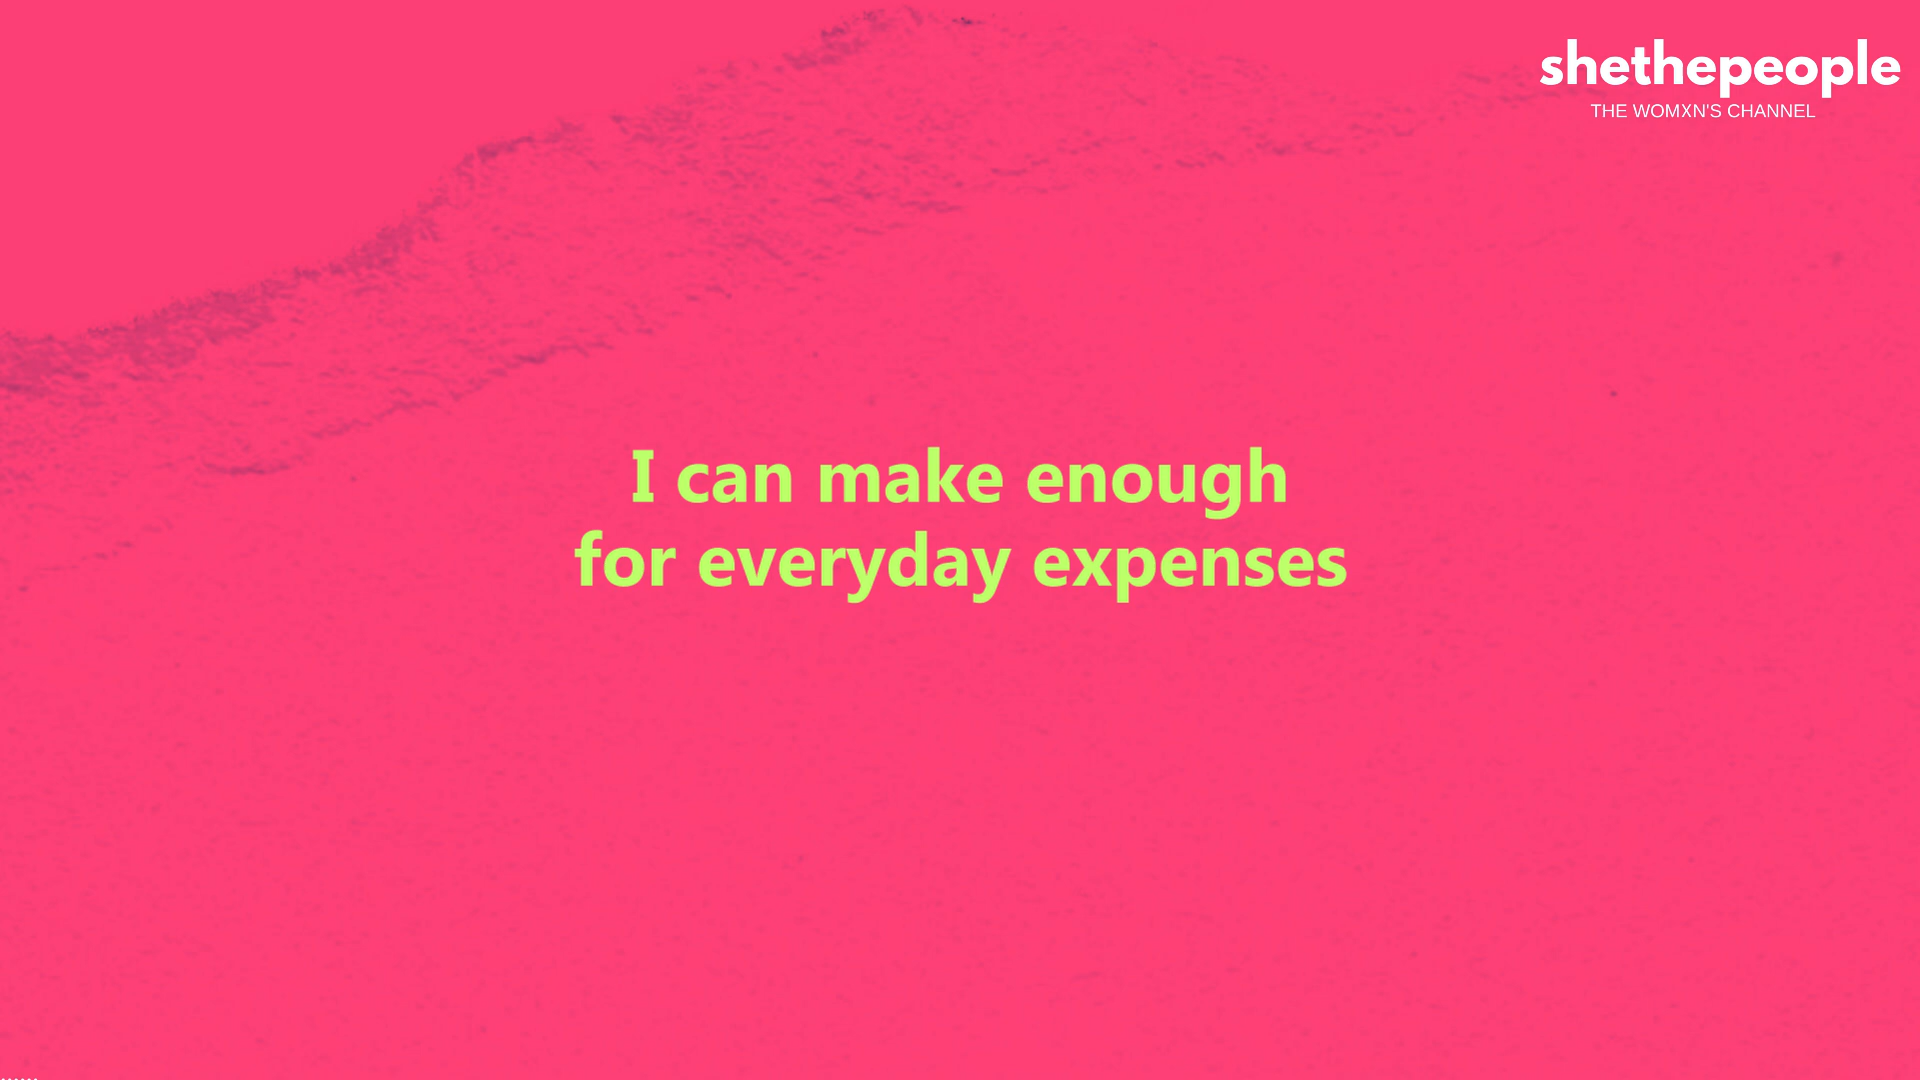 shethepeople
THE WOMXN'S CHANNEL
I can make enough
for everyday expenses